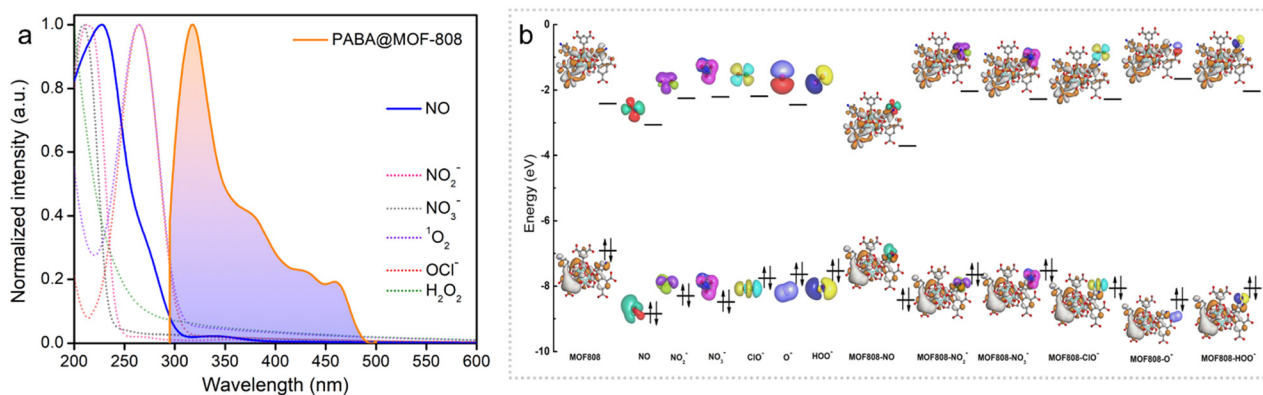 a
Normalized intensity (a.u.)
1.0
0.8
0.6
0.4
0.2
0.0
PABA@MOF-808
NO
NO₂⁻
NO₃⁻
¹O₂
OCl⁻
H₂O₂
200 250 300 350 400 450 500 550 600
Wavelength (nm)
b
Energy (eV)
0
-2
-4
-6
-8
-10
MOF808 NO NO₂⁻ NO₃⁻ ClO⁻ O⁻ HOO⁻ MOF808-NO MOF808-NO₂⁻ MOF808-NO₃⁻ MOF808-ClO⁻ MOF808-O⁻ MOF808-HOO⁻